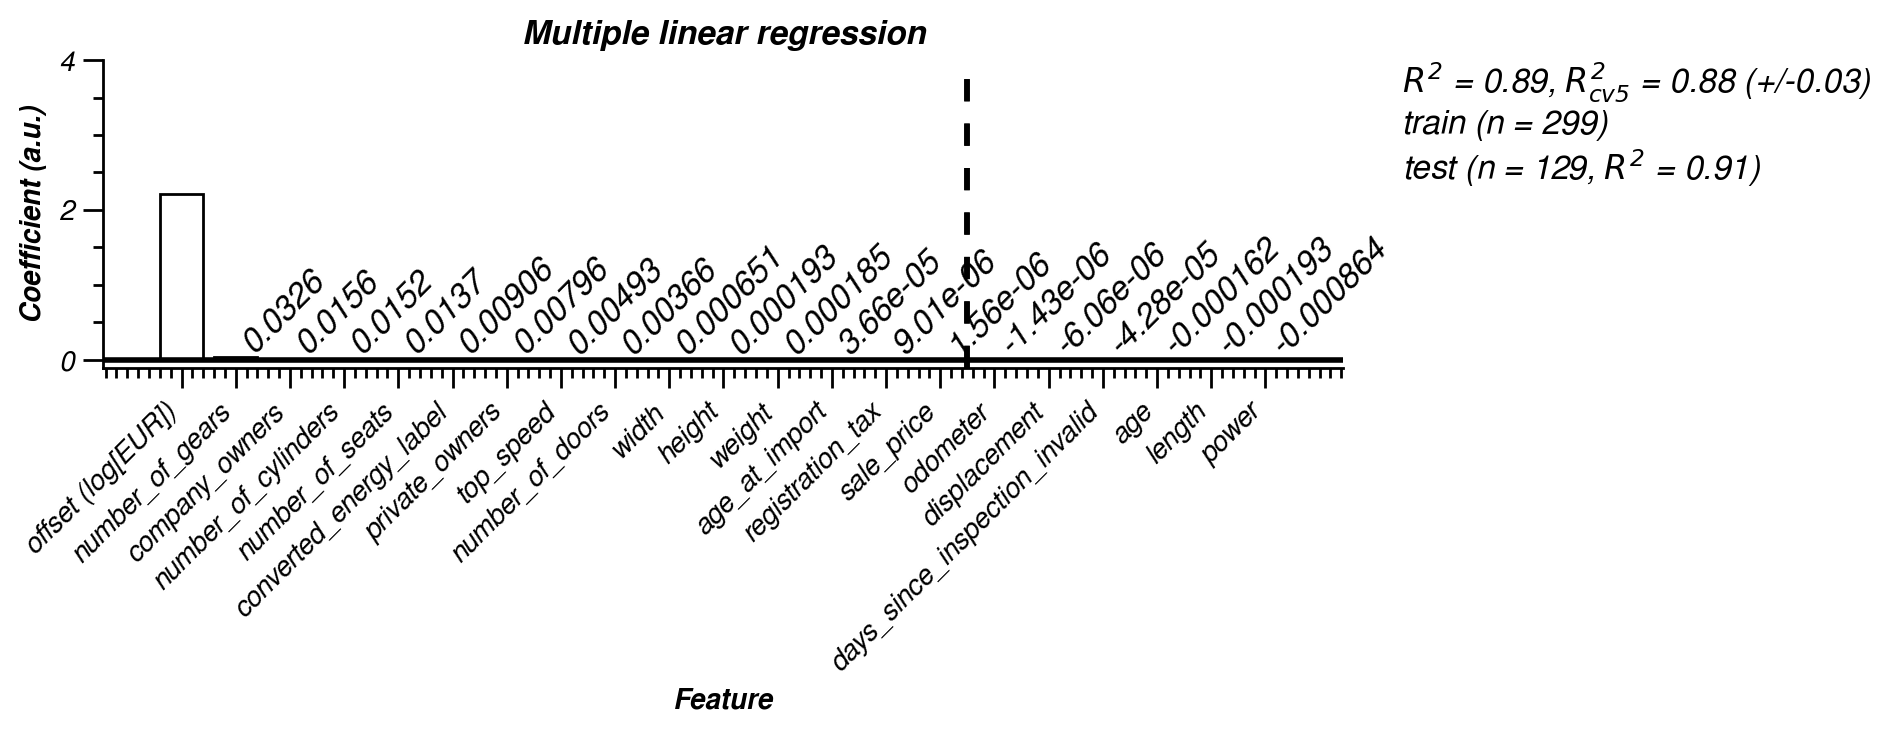 Multiple linear regression
R² = 0.89, R²cv5 = 0.88 (+/-0.03)
train (n = 299)
test (n = 129, R² = 0.91)
Coefficient (a.u.)
4
2
0
0.0326
0.0156
0.0152
0.0137
0.00906
0.00796
0.00493
0.00366
0.000651
0.000193
0.000185
3.66e-05
9.01e-06
1.56e-06
-1.43e-06
-6.06e-06
-4.28e-05
-0.000162
-0.000193
-0.000864
offset (log[EUR])
number_of_gears
company_owners
number_of_cylinders
number_of_seats
converted_energy_label
private_owners
top_speed
number_of_doors
width
height
weight
age_at_import
registration_tax
sale_price
odometer
displacement
days_since_inspection_invalid
age
length
power
Feature